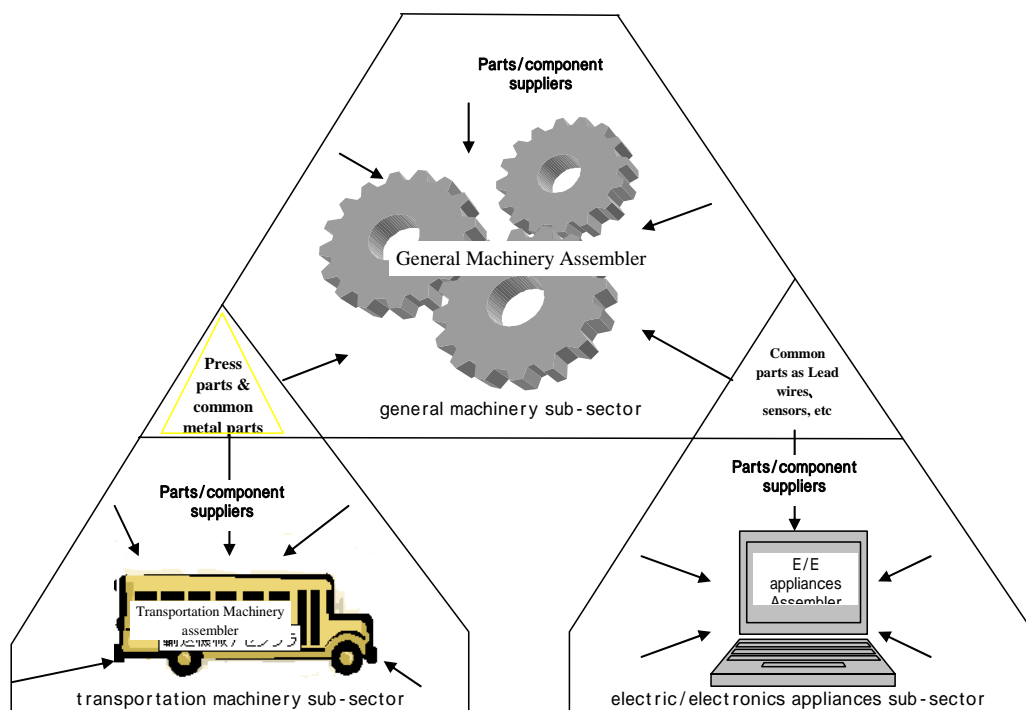 Parts/component
suppliers
General Machinery Assembler
general machinery sub-sector
Press
parts &
common
metal parts
Common
parts as Lead
wires、
sensors, etc
Parts/component
suppliers
Transportation Machinery
assembler
transportation machinery sub-sector
Parts/component
suppliers
E/E
appliances
Assembler
electric/electronics appliances sub-sector